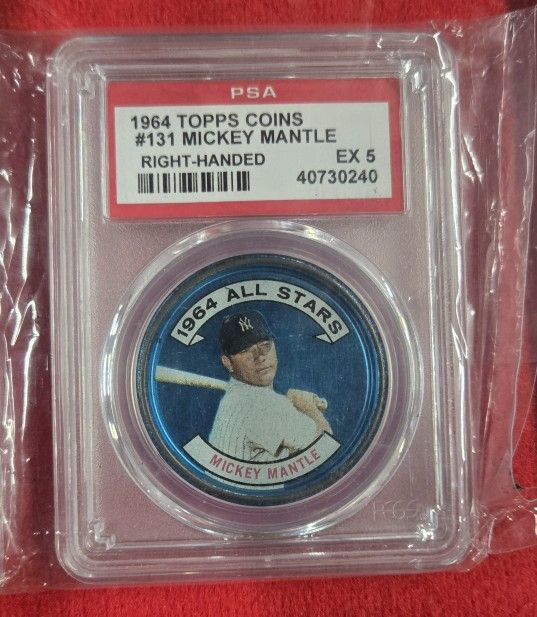 PSA
1964 TOPPS COINS
#131 MICKEY MANTLE
RIGHT-HANDED EX 5
40730240
1964 ALL STARS
NY
MICKEY MANTLE